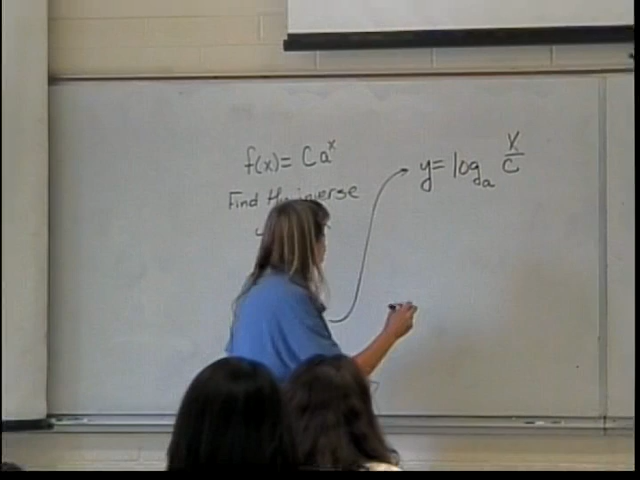 f(x) = Ca^x
Find the inverse
y = log_a x/c